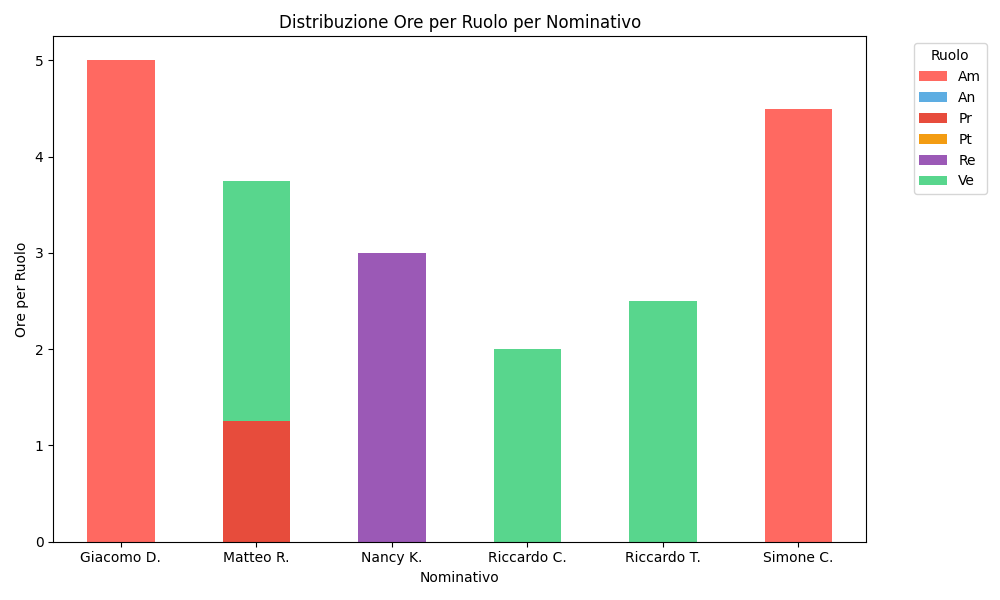 Distribuzione Ore per Ruolo per Nominativo
Ruolo
Am
An
Pr
Pt
Re
Ve
Ore per Ruolo
5
4
3
2
1
0
Giacomo D. Matteo R. Nancy K. Riccardo C. Riccardo T. Simone C.
Nominativo